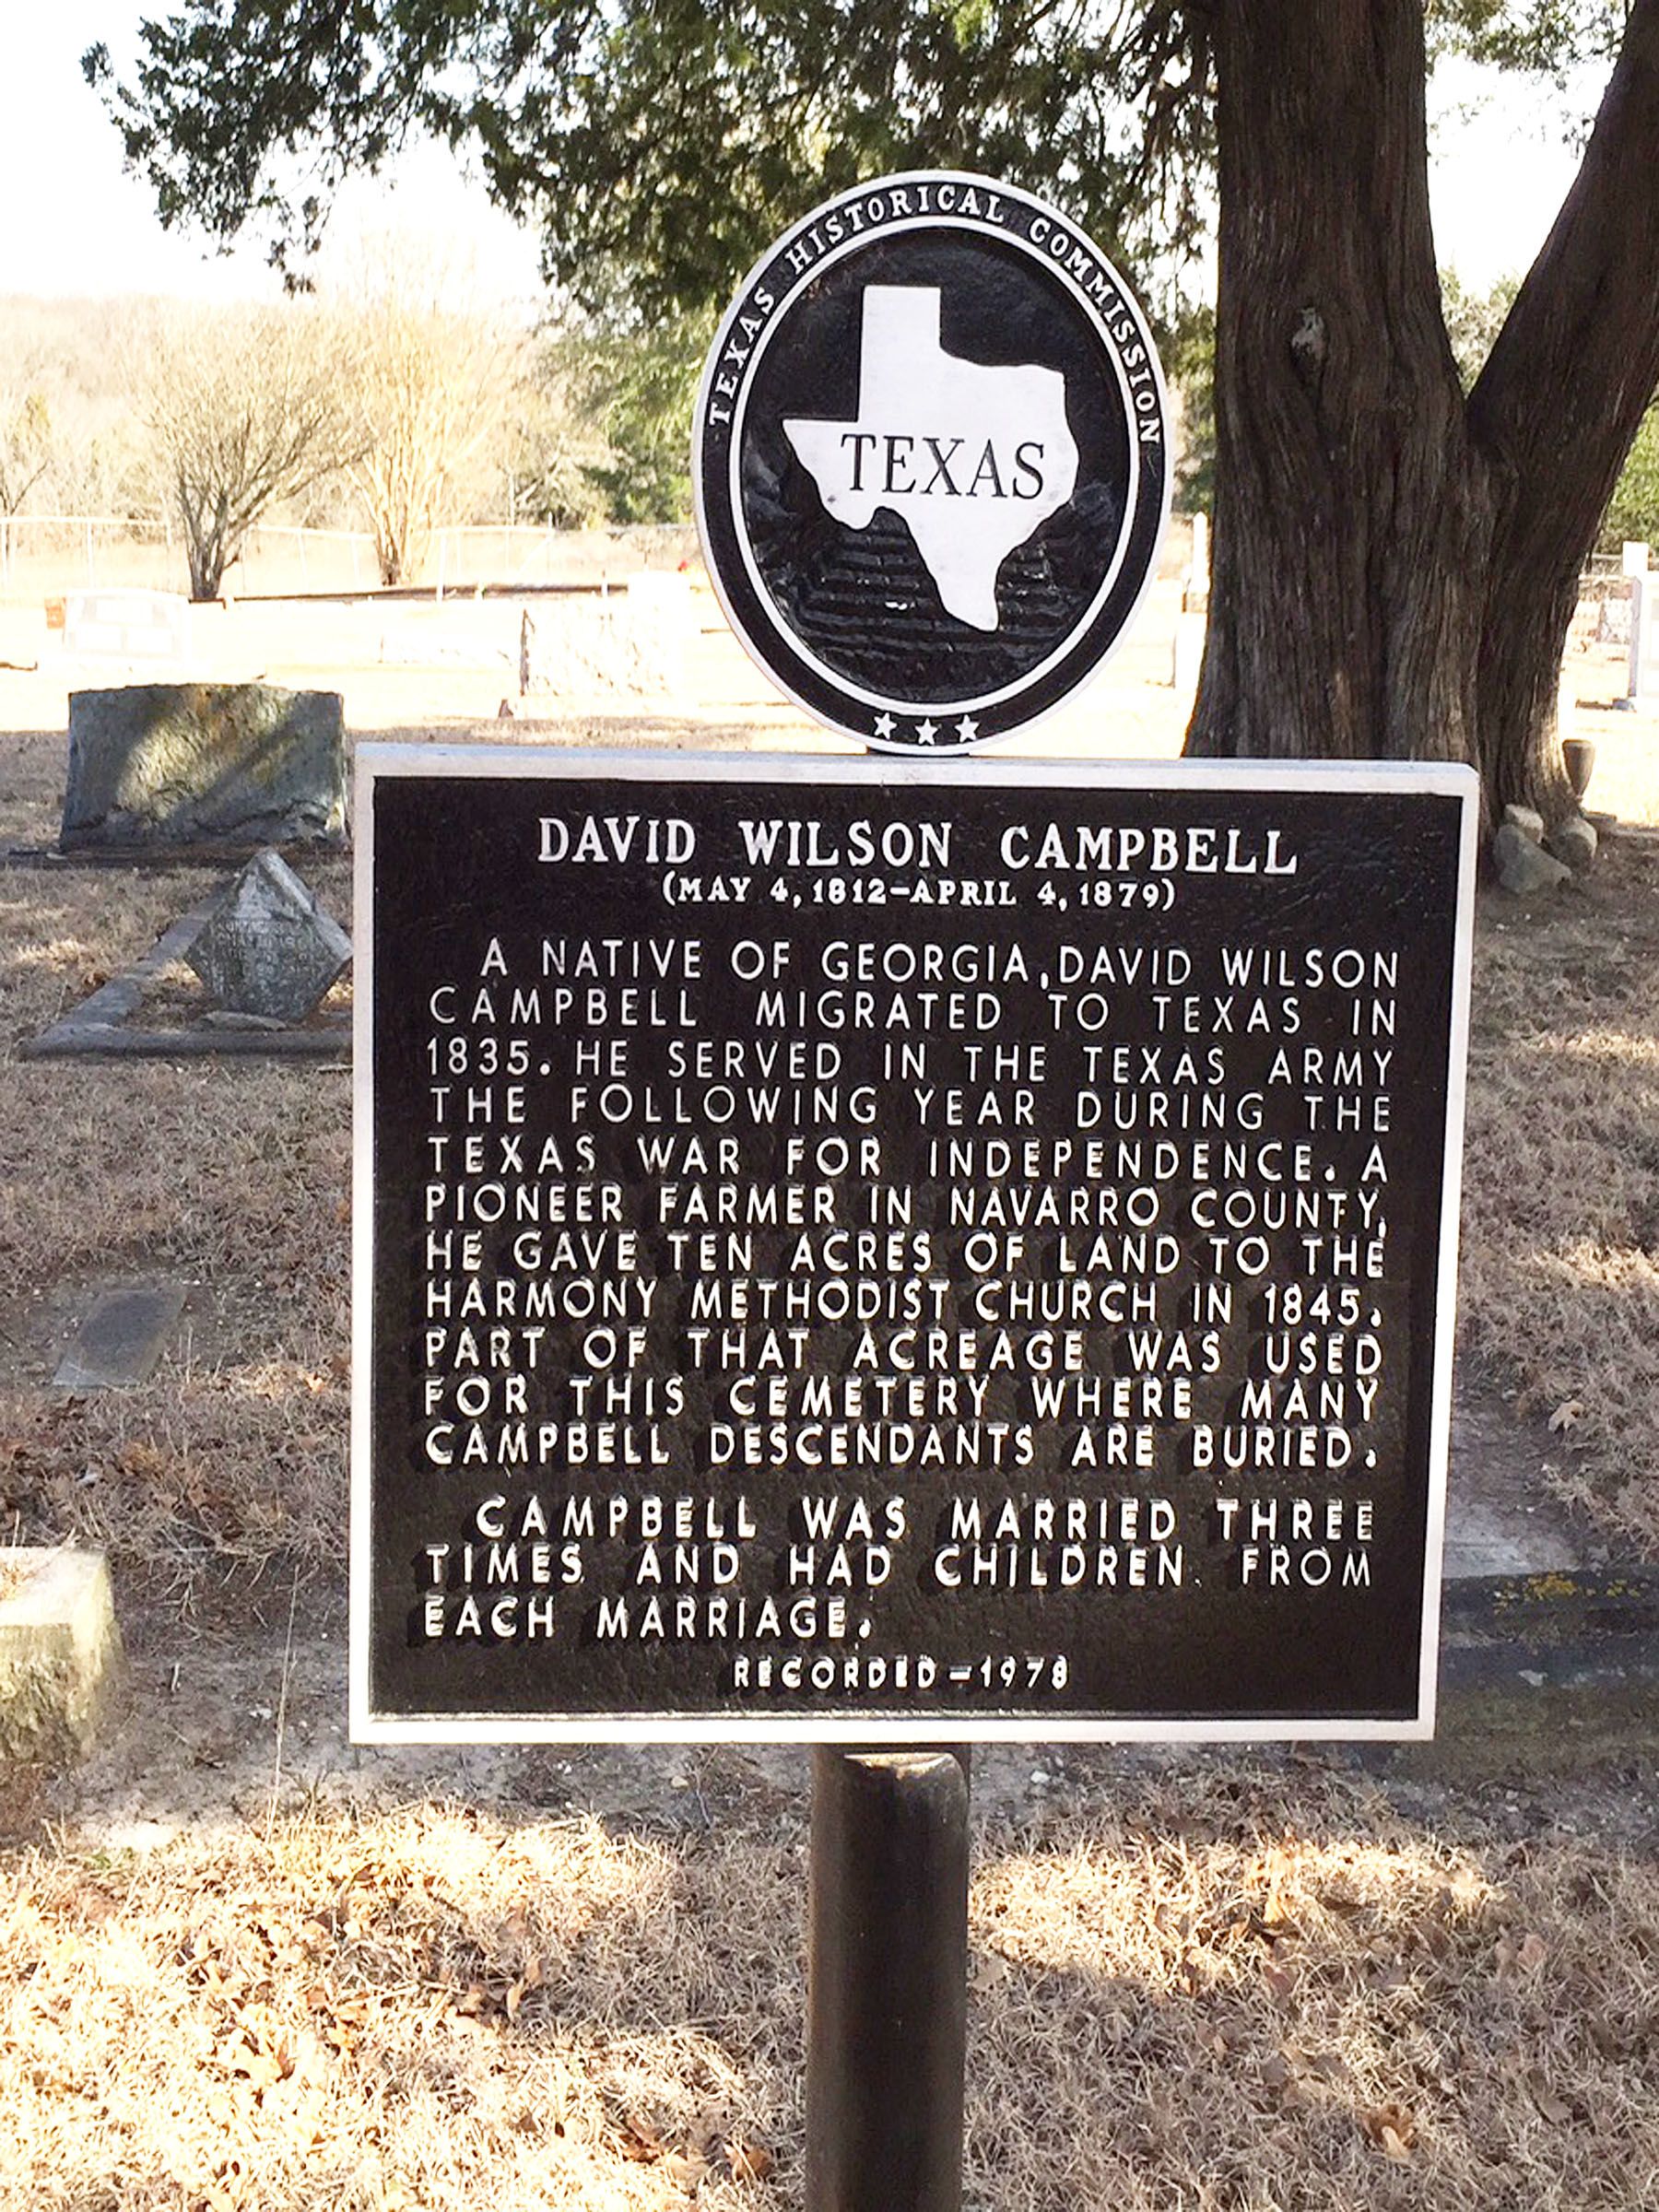 TEXAS HISTORICAL COMMISSION
TEXAS
DAVID WILSON CAMPBELL
(MAY 4, 1812-APRIL 4, 1879)
A NATIVE OF GEORGIA, DAVID WILSON
CAMPBELL MIGRATED TO TEXAS IN
1835. HE SERVED IN THE TEXAS ARMY
THE FOLLOWING YEAR DURING THE
TEXAS WAR FOR INDEPENDENCE. A
PIONEER FARMER IN NAVARRO COUNTY,
HE GAVE TEN ACRES OF LAND TO THE
HARMONY METHODIST CHURCH IN 1845.
PART OF THAT ACREAGE WAS USED
FOR THIS CEMETERY WHERE MANY
CAMPBELL DESCENDANTS ARE BURIED.
CAMPBELL WAS MARRIED THREE
TIMES AND HAD CHILDREN FROM
EACH MARRIAGE.
RECORDED-1978